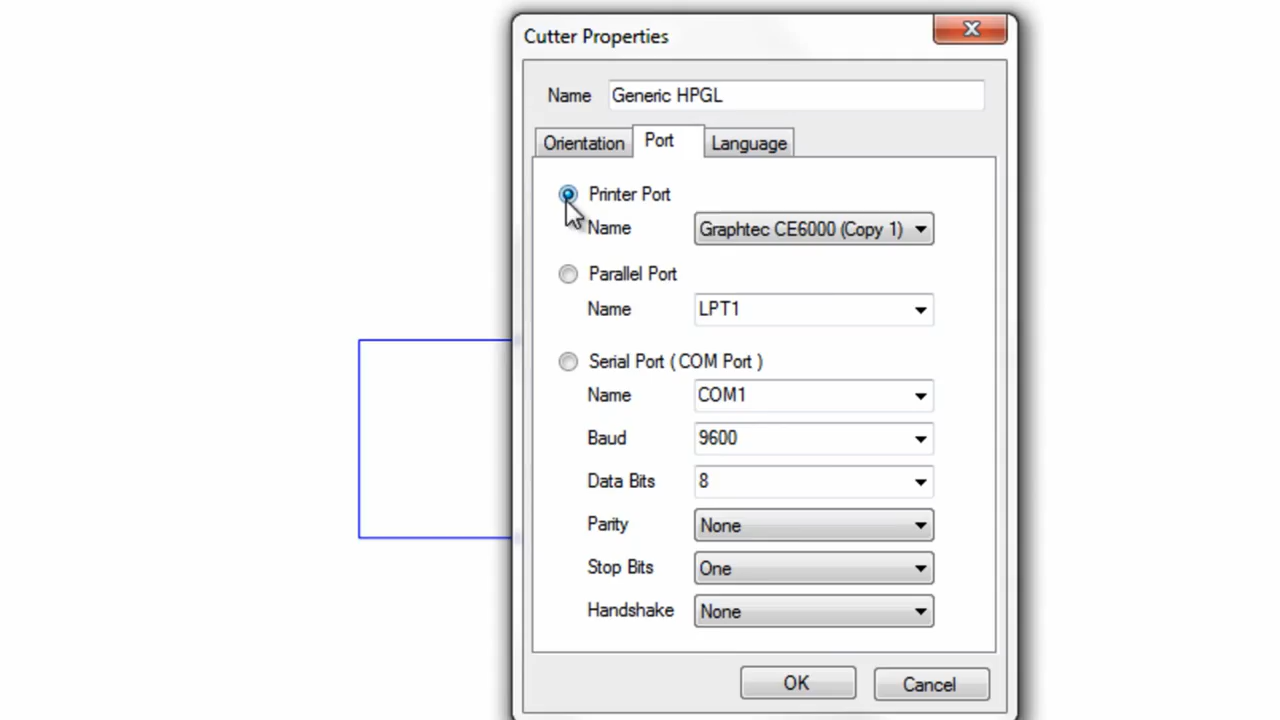 Cutter Properties
Name Generic HPGL
Orientation Port Language
Printer Port
Name Graphtec CE6000 (Copy 1)
Parallel Port
Name LPT1
Serial Port ( COM Port )
Name COM1
Baud 9600
Data Bits 8
Parity None
Stop Bits One
Handshake None
OK Cancel